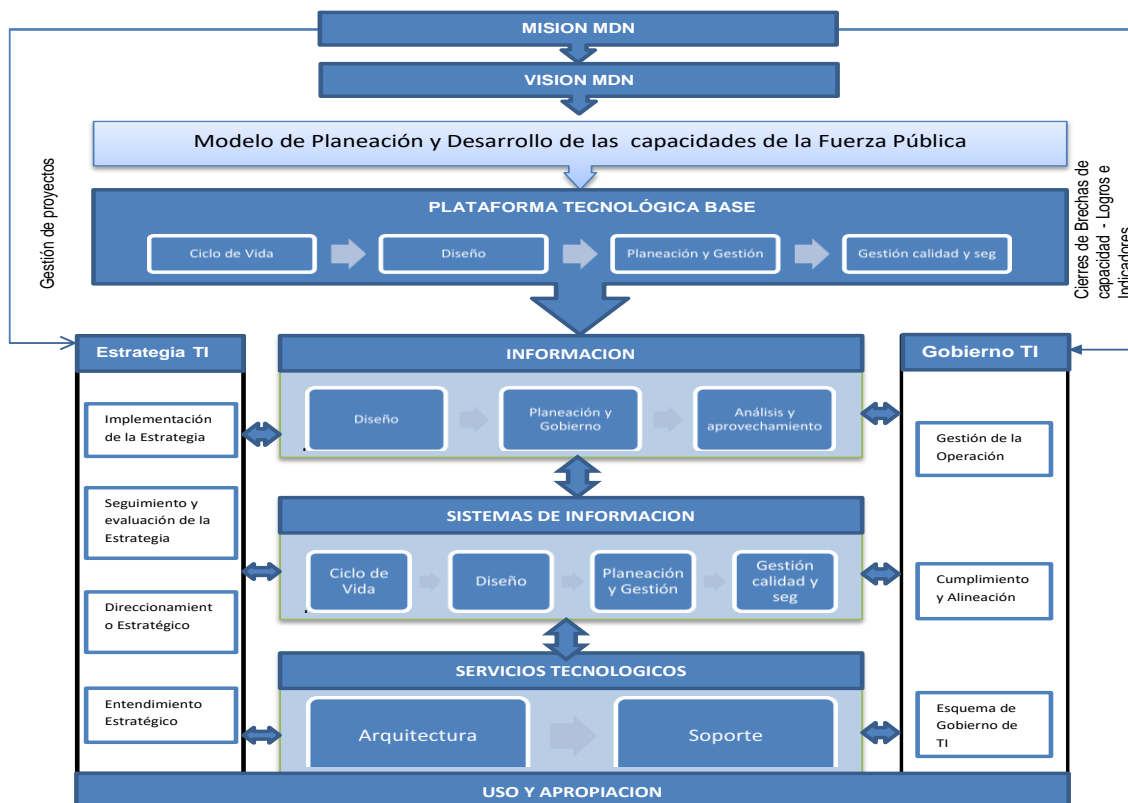 MISION MDN
VISION MDN
Modelo de Planeación y Desarrollo de las capacidades de la Fuerza Pública
Gestión de proyectos
Cierres de Brechas de
capacidad - Logros e
Indicadores
PLATAFORMA TECNOLÓGICA BASE
Ciclo de Vida
Diseño
Planeación y Gestión
Gestión calidad y seg
Estrategia TI
Implementación
de la Estrategia
Seguimiento y
evaluación de la
Estrategia
Direccionamient
o Estratégico
Entendimiento
Estratégico
INFORMACION
Diseño
Planeación y
Gobierno
Análisis y
aprovechamiento
SISTEMAS DE INFORMACION
Ciclo de
Vida
Diseño
Planeación
y Gestión
Gestión
calidad y
seg
SERVICIOS TECNOLOGICOS
Arquitectura
Soporte
Gobierno TI
Gestión de la
Operación
Cumplimiento
y Alineación
Esquema de
Gobierno de
TI
USO Y APROPIACION